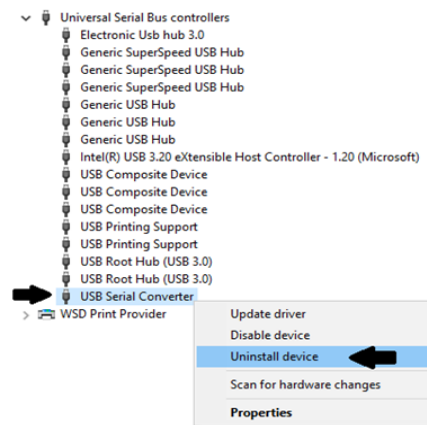 Universal Serial Bus controllers
Electronic Usb hub 3.0
Generic SuperSpeed USB Hub
Generic SuperSpeed USB Hub
Generic SuperSpeed USB Hub
Generic USB Hub
Generic USB Hub
Generic USB Hub
Intel(R) USB 3.20 eXtensible Host Controller - 1.20 (Microsoft)
USB Composite Device
USB Composite Device
USB Composite Device
USB Printing Support
USB Printing Support
USB Root Hub (USB 3.0)
USB Root Hub (USB 3.0)
USB Serial Converter
WSD Print Provider
Update driver
Disable device
Uninstall device
Scan for hardware changes
Properties